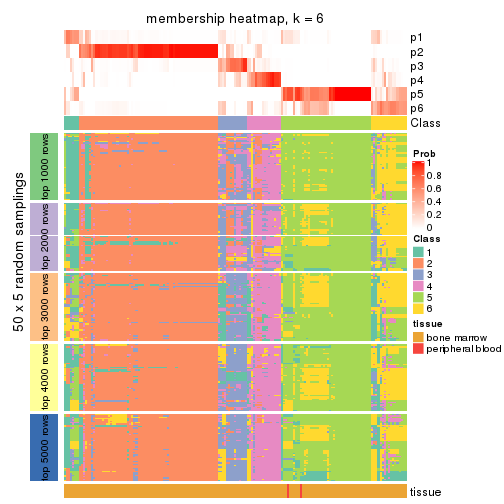 membership heatmap, k = 6
p1
p2
p3
p4
p5
p6
Class
50 x 5 random samplings
top 1000 rows
top 2000 rows
top 3000 rows
top 4000 rows
top 5000 rows
Prob
1
0.8
0.6
0.4
0.2
0
Class
1
2
3
4
5
6
tissue
bone marrow
peripheral blood
tissue